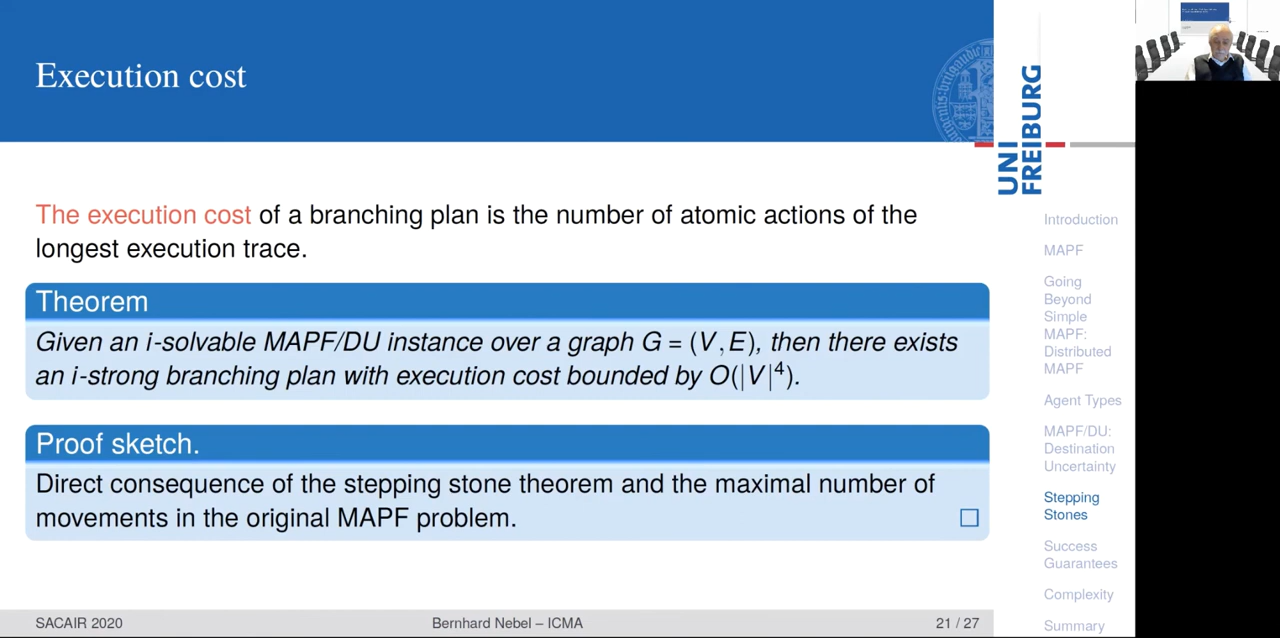 Execution cost
UNI
FREIBURG
The execution cost of a branching plan is the number of atomic actions of the
longest execution trace.
Theorem
Given an i-solvable MAPF/DU instance over a graph G = (V, E), then there exists
an i-strong branching plan with execution cost bounded by O(|V|⁴).
Proof sketch.
Direct consequence of the stepping stone theorem and the maximal number of
movements in the original MAPF problem.
Introduction
MAPF
Going
Beyond
Simple
MAPF:
Distributed
MAPF
Agent Types
MAPF/DU:
Destination
Uncertainty
Stepping
Stones
Success
Guarantees
Complexity
Summary
SACAIR 2020
Bernhard Nebel – ICMA
21 / 27